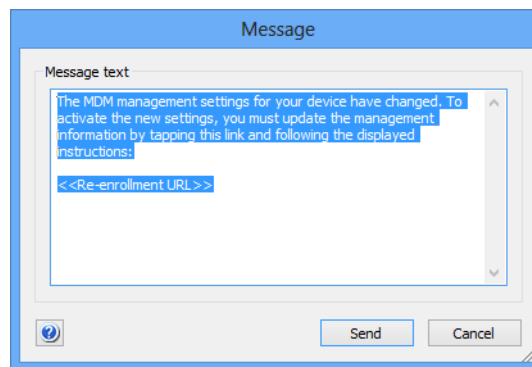 Message
Message text
The MDM management settings for your device have changed. To
activate the new settings, you must update the management
information by tapping this link and following the displayed
instructions:
<<Re-enrollment URL>>
Send
Cancel